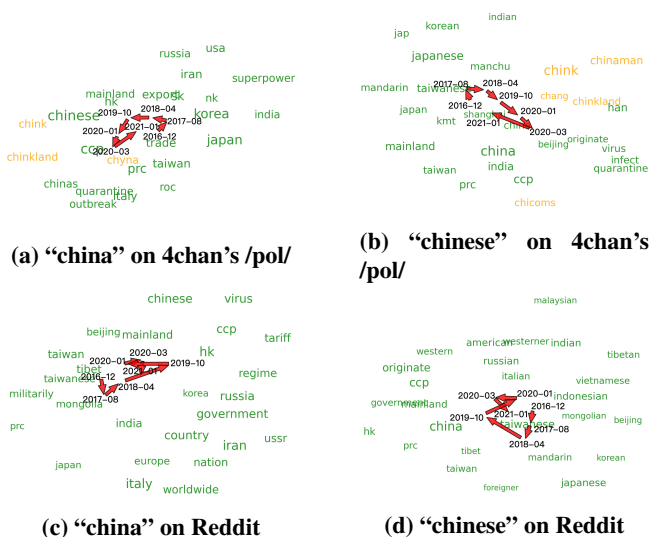 usa
russia
iran
superpower
mainland
export
sk
nk
hk
2018-04
2019-10
chinese
korea
india
2017-08
chink
2020-01
2021-01
2016-12
japan
trade
ccp
2020-03
chinkland
chyna
taiwan
prc
chinas
quarantine
roc
italy
outbreak
(a) “china” on 4chan's /pol/
indian
korean
jap
japanese
chinaman
manchu
chink
2017-08
2018-04
mandarin
taiwanese
2019-10
chang
chinkland
2016-12
japan
2020-01
han
shang
kmt
2021-01
chin
2020-03
originate
beijing
mainland
china
virus
infect
india
taiwan
quarantine
ccp
prc
chicoms
(b) “chinese” on 4chan's
/pol/
chinese
virus
ccp
beijing
mainland
tariff
taiwan
2020-03
hk
2020-01
2019-10
tibet
2021-01
regime
2016-12
taiwanese
2018-04
militarily
korea
russia
2017-08
mongolia
government
prc
india
country
ussr
iran
japan
europe
nation
italy
worldwide
(c) “china” on Reddit
malaysian
american
westerner
indian
western
tibetan
russian
originate
italian
vietnamese
ccp
2020-03
2020-01
indonesian
government
mainland
2016-12
2019-10
2021-01
mongolian
beijing
taiwanese
china
hk
2017-08
prc
2018-04
tibet
mandarin
korean
taiwan
foreigner
japanese
(d) “chinese” on Reddit